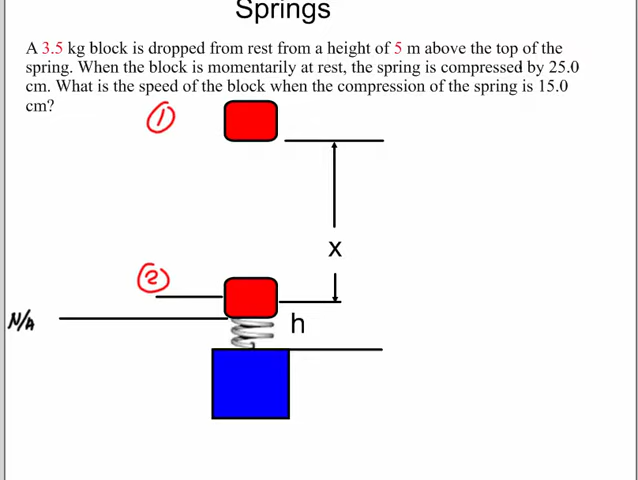 Springs
A 3.5 kg block is dropped from rest from a height of 5 m above the top of the
spring. When the block is momentarily at rest, the spring is compressed by 25.0
cm. What is the speed of the block when the compression of the spring is 15.0
cm?
①
x
②
h
N/A